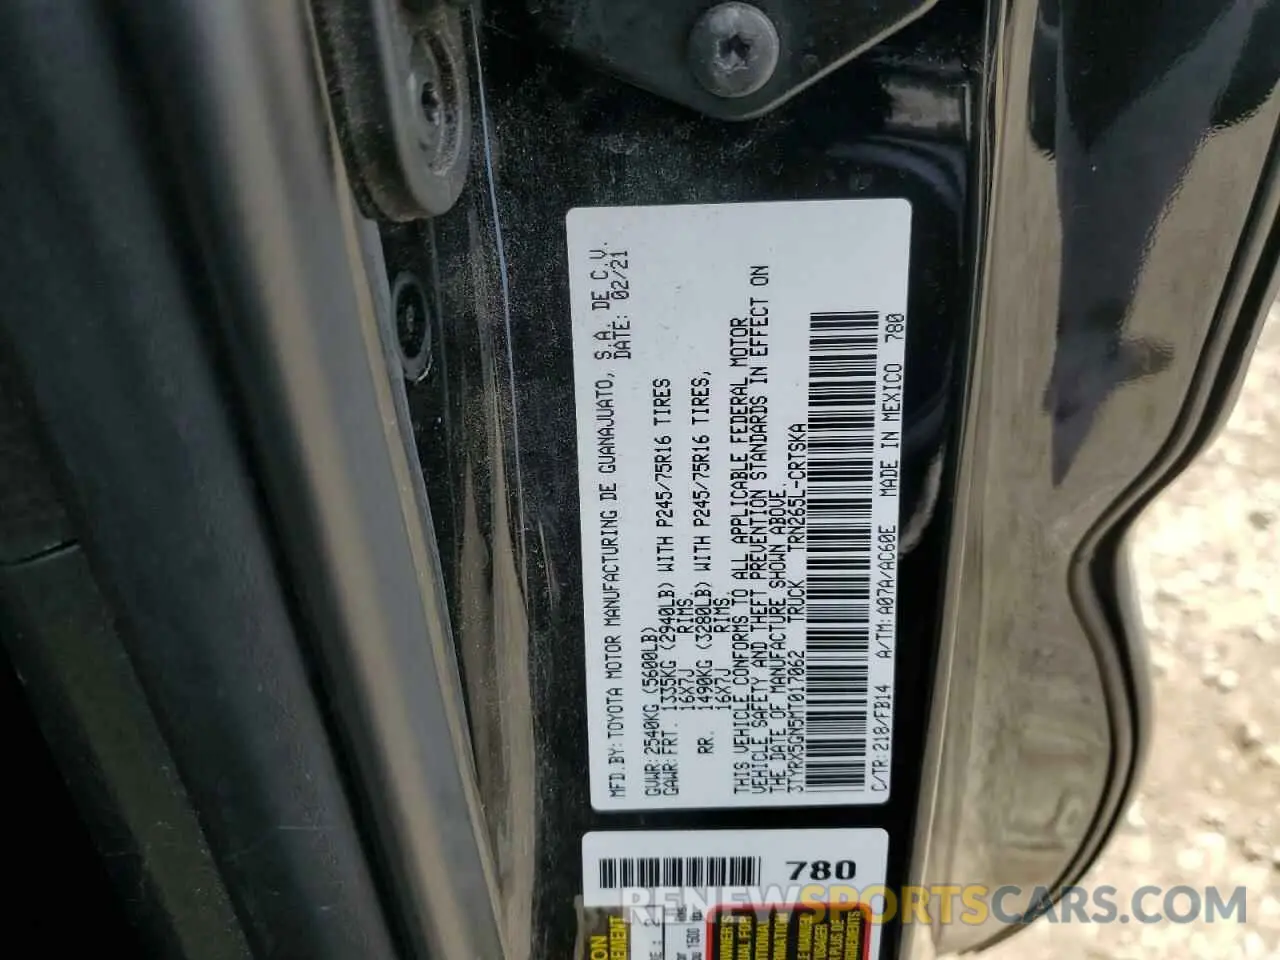 MFD.BY: TOYOTA MOTOR MANUFACTURING DE GUANAJUATO, S.A. DE C.V.
DATE: 02/21
GVWR: 2540KG (5600LB)
GAWR: FRT. 1335KG (2940LB) WITH P245/75R16 TIRES
16X7J RIMS
RR. 1490KG (3280LB) WITH P245/75R16 TIRES,
16X7J RIMS.
THIS VEHICLE CONFORMS TO ALL APPLICABLE FEDERAL MOTOR
VEHICLE SAFETY AND THEFT PREVENTION STANDARDS IN EFFECT ON
THE DATE OF MANUFACTURE SHOWN ABOVE.
3TYRX5GN5MT017062 TRUCK TRN265L-CRTSKA
C/TR: 218/FB14 A/TM: A07A/AC60E MADE IN MEXICO 780
780
RENEWSPORTSCARS.COM